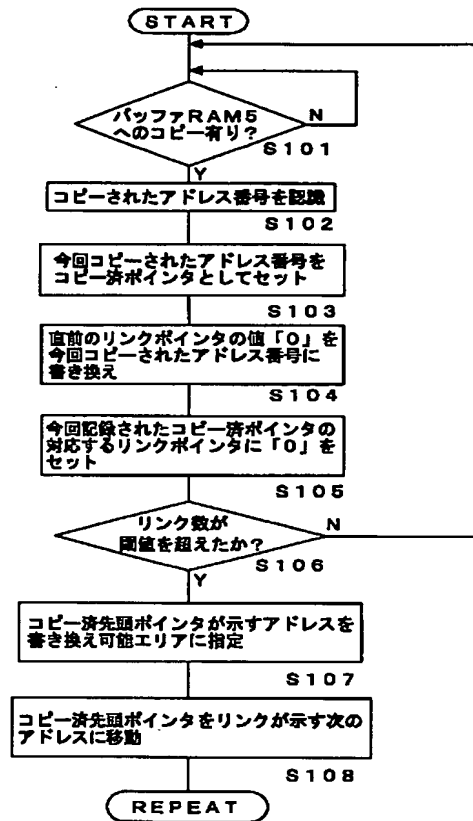 START
バッファRAM5
へのコピー有り?
N
S101
Y
コピーされたアドレス番号を認識
S102
今回コピーされたアドレス番号を
コピー済ポインタとしてセット
S103
直前のリンクポインタの値「0」を
今回コピーされたアドレス番号に
書き換え
S104
今回記録されたコピー済ポインタの
対応するリンクポインタに「0」を
セット
S105
リンク数が
閾値を超えたか?
N
S106
Y
コピー済先頭ポインタが示すアドレスを
書き換え可能エリアに指定
S107
コピー済先頭ポインタをリンクが示す次の
アドレスに移動
S108
REPEAT